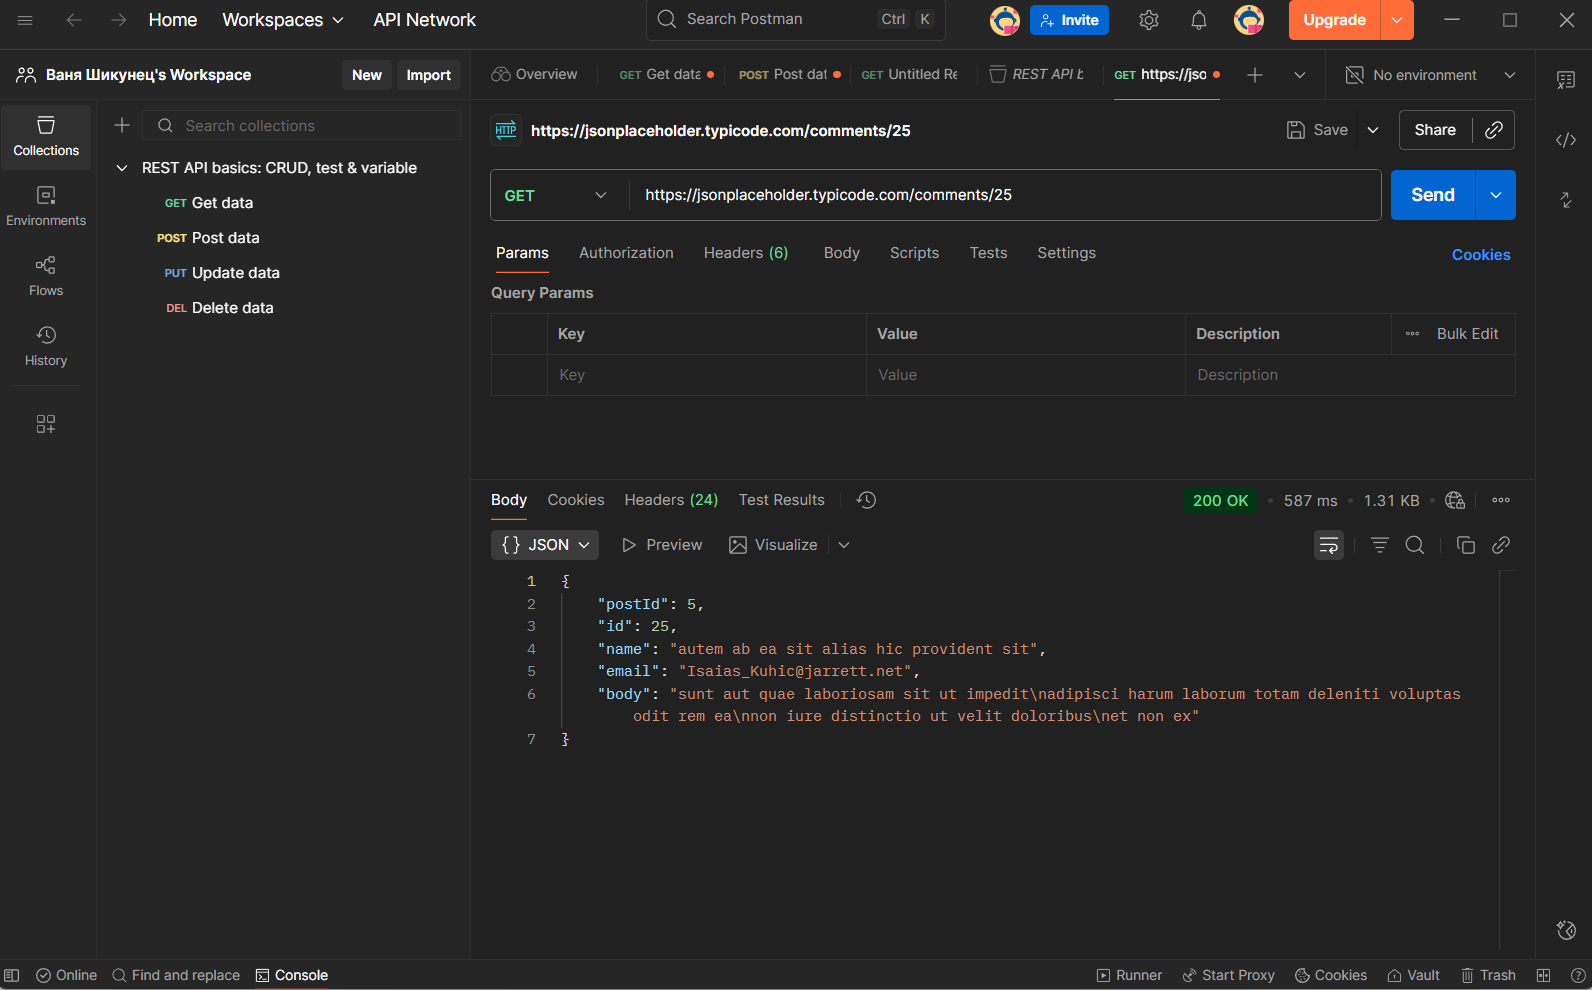 Home Workspaces API Network Search Postman Ctrl K Invite Upgrade
Ваня Шикунец's Workspace New Import
Overview GET Get data POST Post dat GET Untitled Re REST API b GET https://jso No environment
Collections
Environments
Flows
History
Search collections
REST API basics: CRUD, test & variable
GET Get data
POST Post data
PUT Update data
DEL Delete data
HTTP https://jsonplaceholder.typicode.com/comments/25 Save Share
GET https://jsonplaceholder.typicode.com/comments/25 Send
Params Authorization Headers (6) Body Scripts Tests Settings Cookies
Query Params
Key Value Description Bulk Edit
Key Value Description
Body Cookies Headers (24) Test Results 200 OK 587 ms 1.31 KB
{} JSON Preview Visualize
1 {
2 "postId": 5,
3 "id": 25,
4 "name": "autem ab ea sit alias hic provident sit",
5 "email": "Isaias_Kuhic@jarrett.net",
6 "body": "sunt aut quae laboriosam sit ut impedit\nadipisci harum laborum totam deleniti voluptas
odit rem ea\nnon iure distinctio ut velit doloribus\net non ex"
7 }
Online Find and replace Console Runner Start Proxy Cookies Vault Trash